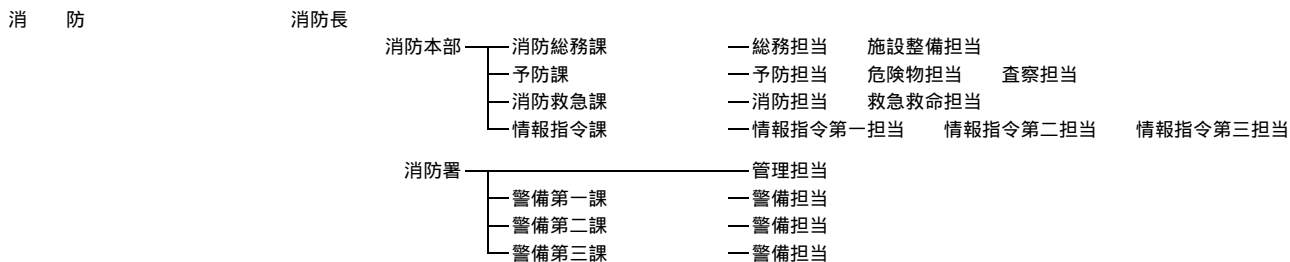 消　防　消防長
消防本部　消防総務課　総務担当　施設整備担当
予防課　予防担当　危険物担当　査察担当
消防救急課　消防担当　救急救命担当
情報指令課　情報指令第一担当　情報指令第二担当　情報指令第三担当
消防署　管理担当
警備第一課　警備担当
警備第二課　警備担当
警備第三課　警備担当